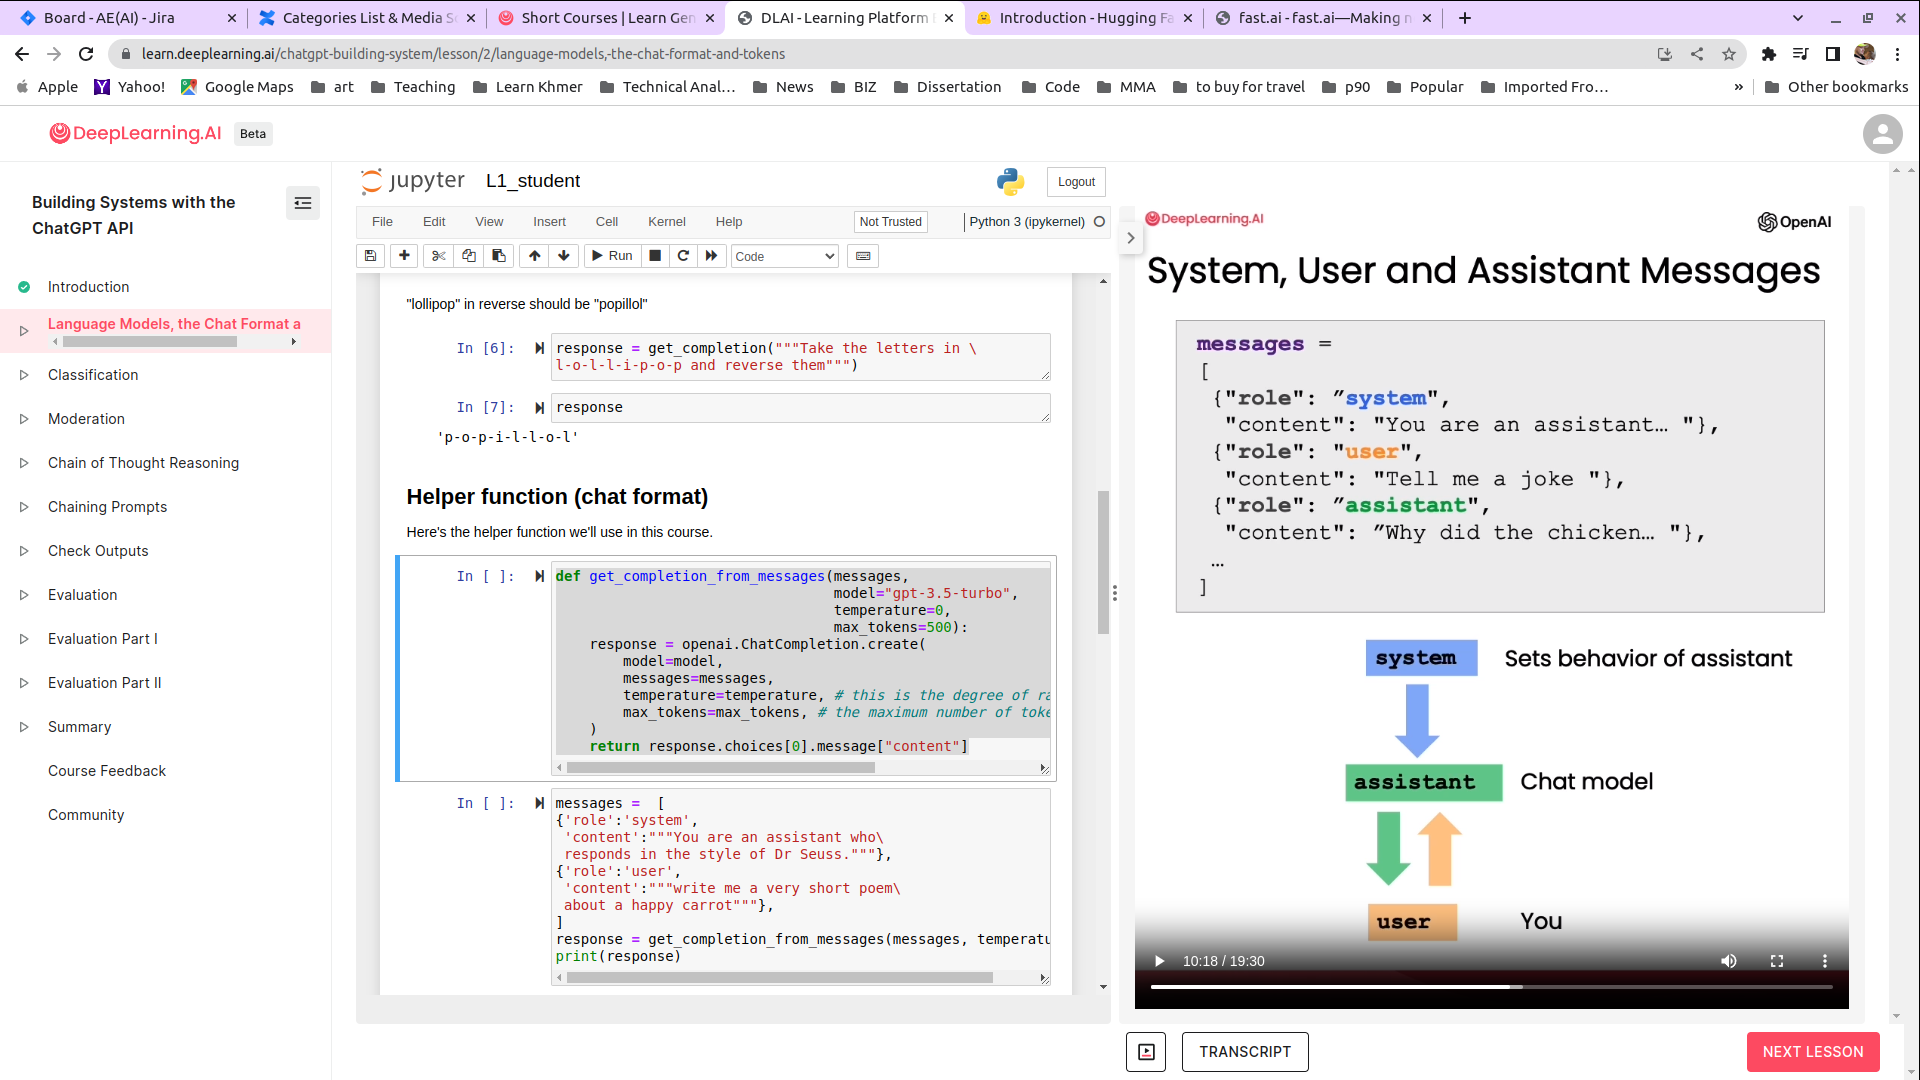 Board - AE(AI) - Jira
Categories List & Media S
Short Courses | Learn Gen
DLAI - Learning Platform
Introduction - Hugging Fa
fast.ai - fast.ai—Making n
learn.deeplearning.ai/chatgpt-building-system/lesson/2/language-models,-the-chat-format-and-tokens
Apple
Yahoo!
Google Maps
art
Teaching
Learn Khmer
Technical Anal…
News
BIZ
Dissertation
Code
MMA
to buy for travel
p90
Popular
Imported Fro…
»
Other bookmarks
DeepLearning.AI
Beta
Building Systems with the
ChatGPT API
Introduction
Language Models, the Chat Format a
Classification
Moderation
Chain of Thought Reasoning
Chaining Prompts
Check Outputs
Evaluation
Evaluation Part I
Evaluation Part II
Summary
Course Feedback
Community
jupyter L1_student
Logout
File Edit View Insert Cell Kernel Help
Not Trusted
Python 3 (ipykernel)
Run
Code
"lollipop" in reverse should be "popillol"
In [6]: response = get_completion("""Take the letters in \
l-o-l-l-i-p-o-p and reverse them""")
In [7]: response
'p-o-p-i-l-l-o-l'
Helper function (chat format)
Here's the helper function we'll use in this course.
In [ ]: def get_completion_from_messages(messages,
model="gpt-3.5-turbo",
temperature=0,
max_tokens=500):
response = openai.ChatCompletion.create(
model=model,
messages=messages,
temperature=temperature, # this is the degree of ra
max_tokens=max_tokens, # the maximum number of toke
)
return response.choices[0].message["content"]
In [ ]: messages =  [
{'role':'system',
'content':"""You are an assistant who\
responds in the style of Dr Seuss."""},
{'role':'user',
'content':"""write me a very short poem\
about a happy carrot"""},
]
response = get_completion_from_messages(messages, temperatu
print(response)
DeepLearning.AI
OpenAI
System, User and Assistant Messages
messages =
[
{"role": ”system",
"content": "You are an assistant… "},
{"role": "user",
"content": "Tell me a joke "},
{"role": ”assistant",
"content": ”Why did the chicken… "},
…
]
system Sets behavior of assistant
assistant Chat model
user You
10:18 / 19:30
TRANSCRIPT
NEXT LESSON